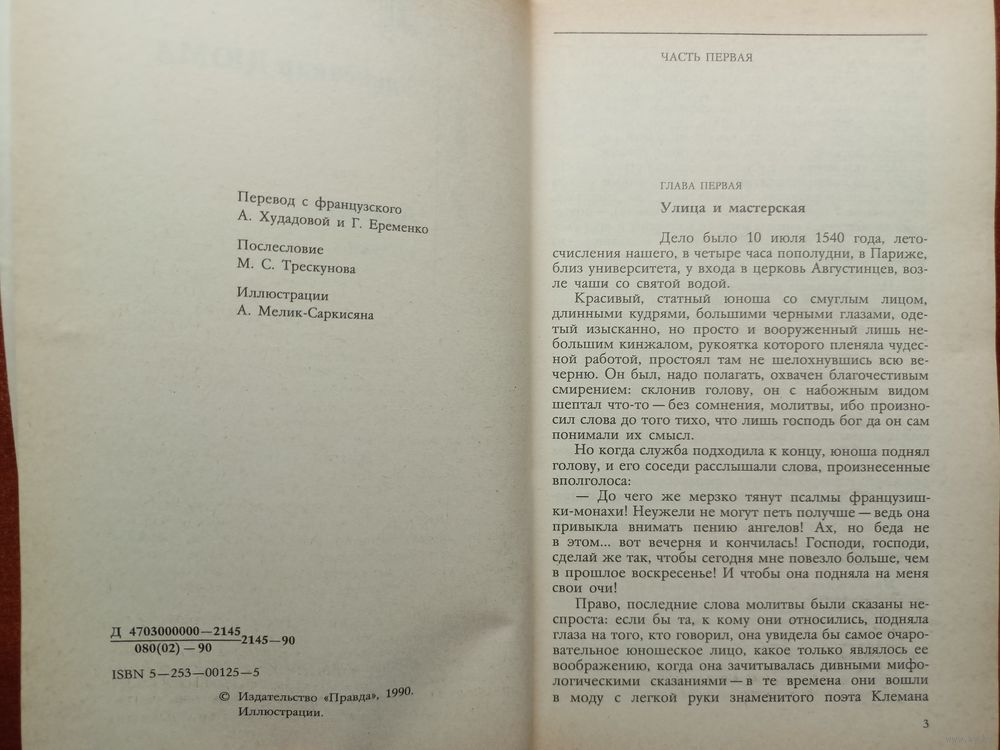 Перевод с французского
А. Худадовой и Г. Еременко
Послесловие
М. С. Трескунова
Иллюстрации
А. Мелик-Саркисяна
Д 4703000000—2145
080(02) — 90
2145—90
ISBN 5—253—00125—5
© Издательство «Правда», 1990.
Иллюстрации.
ЧАСТЬ ПЕРВАЯ
ГЛАВА ПЕРВАЯ
Улица и мастерская
Дело было 10 июля 1540 года, лето-
счисления нашего, в четыре часа пополудни, в Париже,
близ университета, у входа в церковь Августинцев, воз-
ле чаши со святой водой.
Красивый, статный юноша со смуглым лицом,
длинными кудрями, большими черными глазами, оде-
тый изысканно, но просто и вооруженный лишь не-
большим кинжалом, рукоятка которого пленяла чудес-
ной работой, простоял там не шелохнувшись всю ве-
черню. Он был, надо полагать, охвачен благочестивым
смирением: склонив голову, он с набожным видом
шептал что-то — без сомнения, молитвы, ибо произно-
сил слова до того тихо, что лишь господь бог да он сам
понимали их смысл.
Но когда служба подходила к концу, юноша поднял
голову, и его соседи расслышали слова, произнесенные
вполголоса:
— До чего же мерзко тянут псалмы французиш-
ки-монахи! Неужели не могут петь получше — ведь она
привыкла внимать пению ангелов! Ах, но беда не
в этом... вот вечерня и кончилась! Господи, господи,
сделай же так, чтобы сегодня мне повезло больше, чем
в прошлое воскресенье! И чтобы она подняла на меня
свои очи!
Право, последние слова молитвы были сказаны не-
спроста: если бы та, к кому они относились, подняла
глаза на того, кто говорил, она увидела бы самое очаро-
вательное юношеское лицо, какое только являлось ее
воображению, когда она зачитывалась дивными мифо-
логическими сказаниями — в те времена они вошли
в моду с легкой руки знаменитого поэта Клемана
3